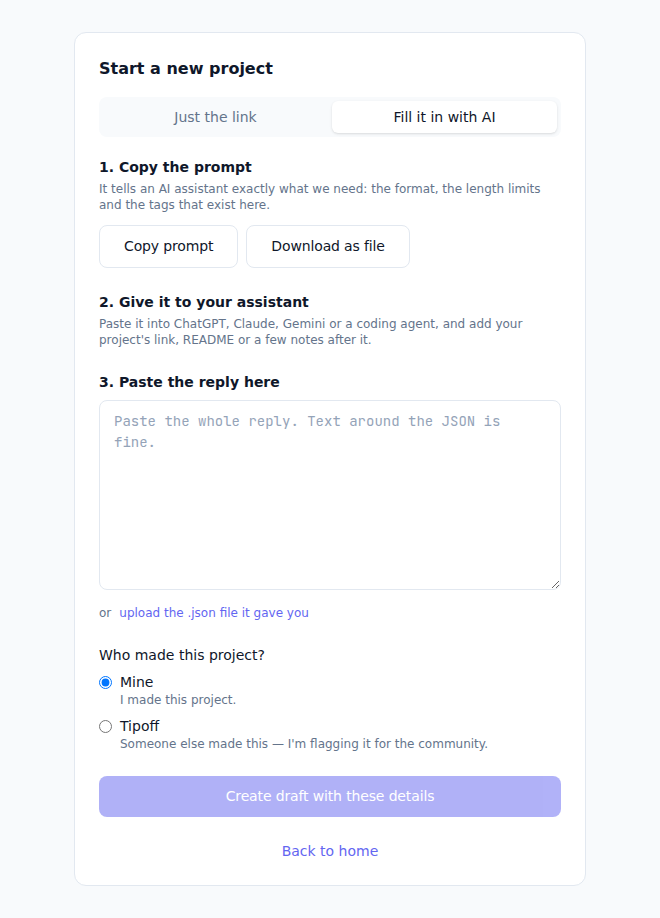 Start a new project
Just the link
Fill it in with AI
1. Copy the prompt
It tells an AI assistant exactly what we need: the format, the length limits
and the tags that exist here.
Copy prompt
Download as file
2. Give it to your assistant
Paste it into ChatGPT, Claude, Gemini or a coding agent, and add your
project's link, README or a few notes after it.
3. Paste the reply here
Paste the whole reply. Text around the JSON is
fine.
or upload the .json file it gave you
Who made this project?
Mine
I made this project.
Tipoff
Someone else made this — I'm flagging it for the community.
Create draft with these details
Back to home